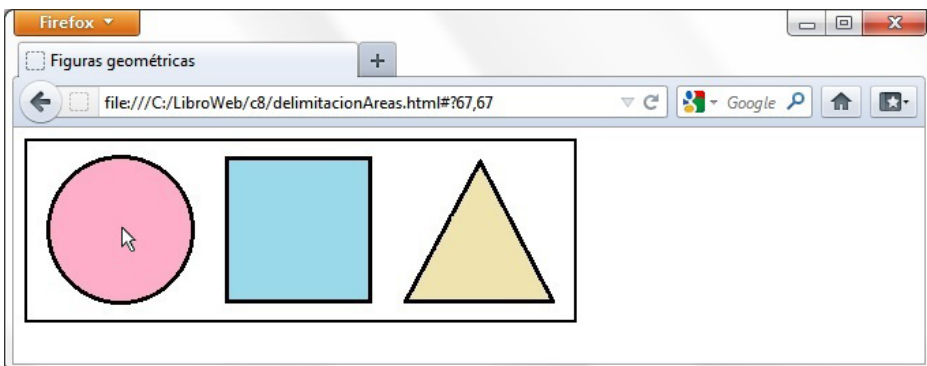 Firefox
Figuras geométricas
file:///C:/LibroWeb/c8/delimitacionAreas.html#?67,67
Google